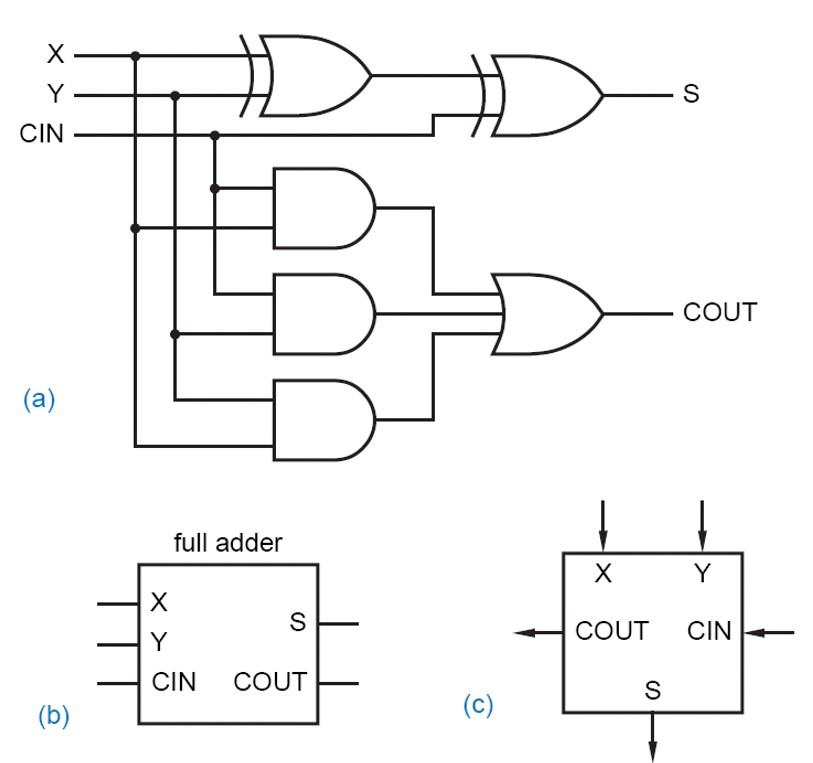 X
Y
CIN
S
COUT
(a)
full adder
X
Y
CIN
S
COUT
(b)
X Y
COUT CIN
S
(c)